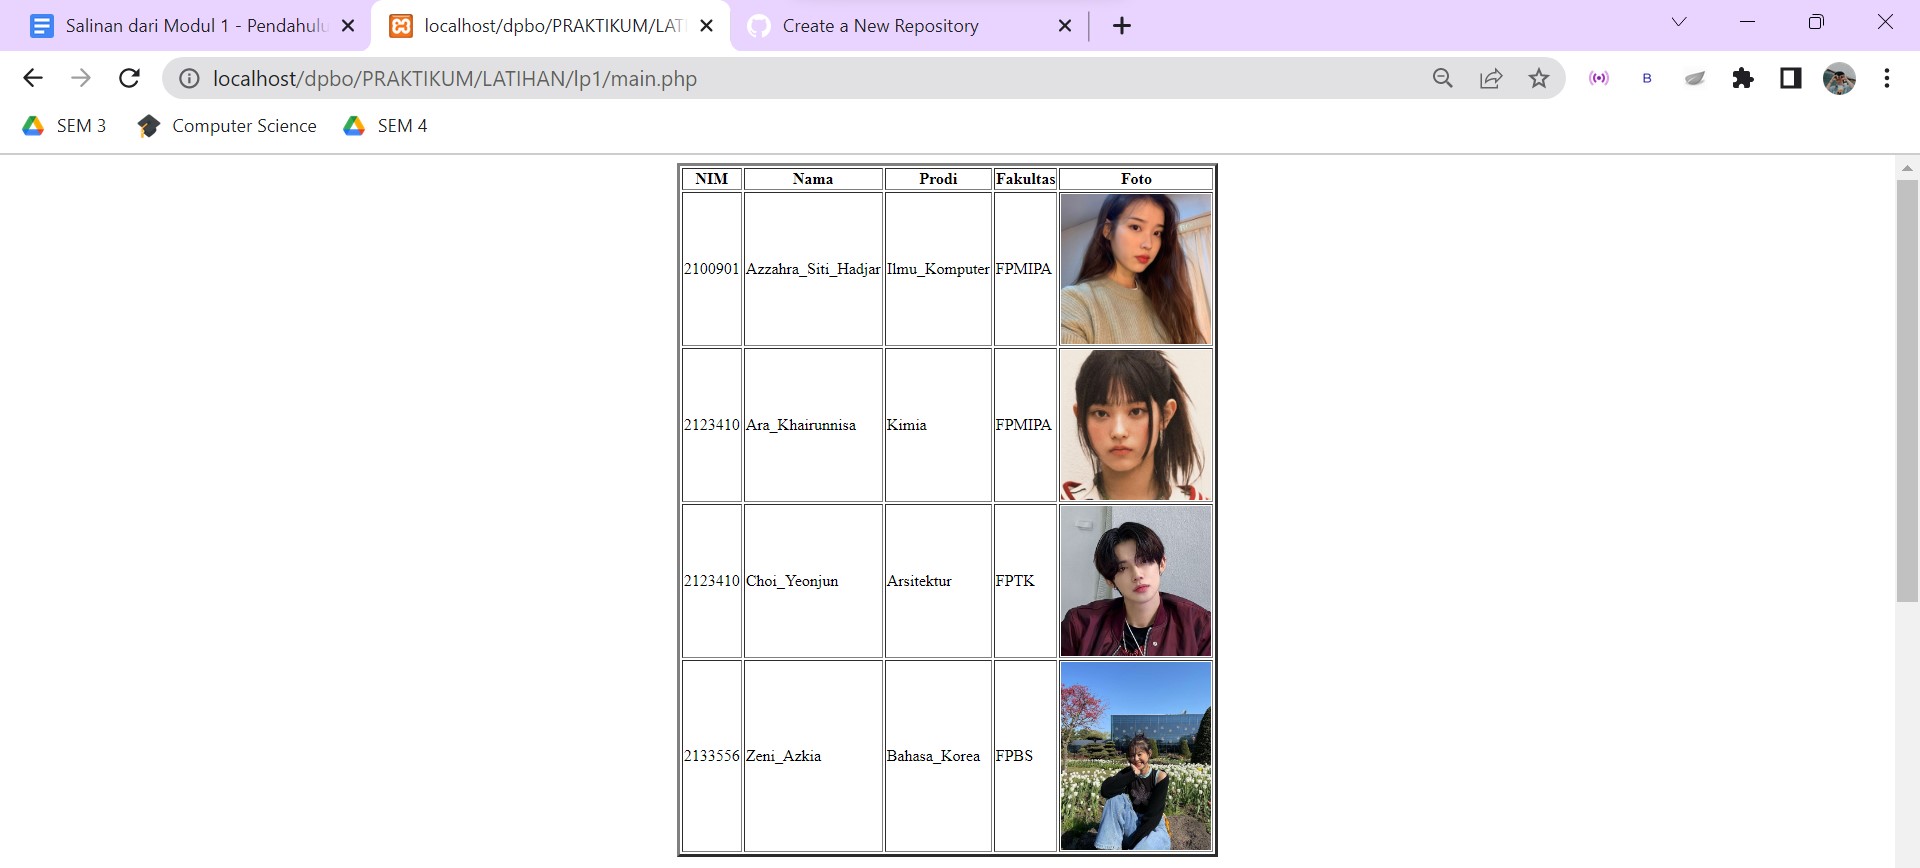 Salinan dari Modul 1 - Pendahulu
localhost/dpbo/PRAKTIKUM/LATI
Create a New Repository
localhost/dpbo/PRAKTIKUM/LATIHAN/lp1/main.php
B
SEM 3 Computer Science SEM 4
NIM Nama Prodi Fakultas Foto
2100901 Azzahra_Siti_Hadjar Ilmu_Komputer FPMIPA
2123410 Ara_Khairunnisa Kimia FPMIPA
2123410 Choi_Yeonjun Arsitektur FPTK
2133556 Zeni_Azkia Bahasa_Korea FPBS